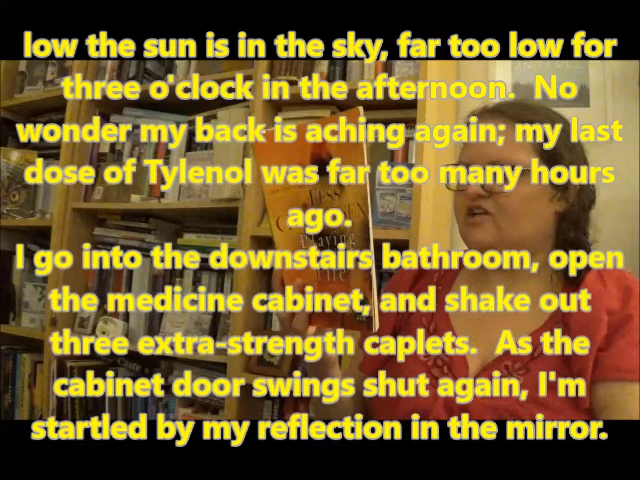 low the sun is in the sky, far too low for
three o'clock in the afternoon.  No
wonder my back is aching again; my last
dose of Tylenol was far too many hours
ago.
I go into the downstairs bathroom, open
the medicine cabinet, and shake out
three extra-strength caplets.  As the
cabinet door swings shut again, I'm
startled by my reflection in the mirror.